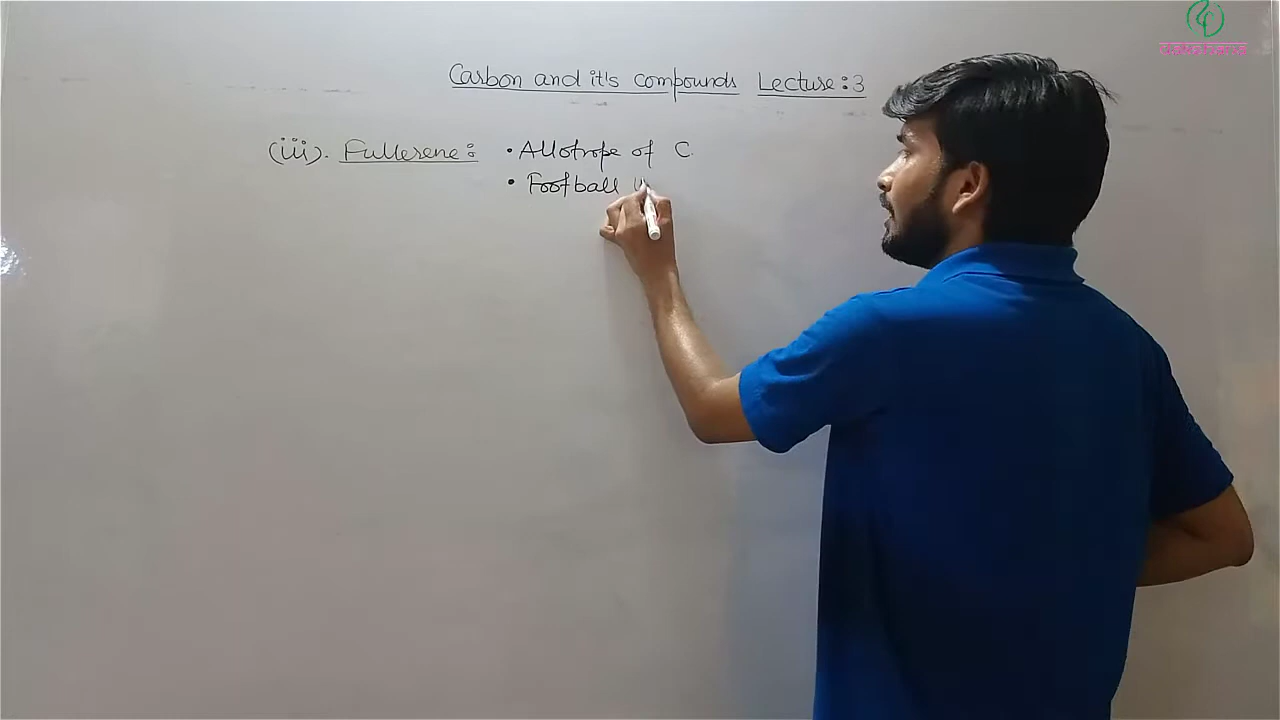 Carbon and it's compounds Lecture: 3
(iii). Fullerene: • Allotrope of C.
• Football